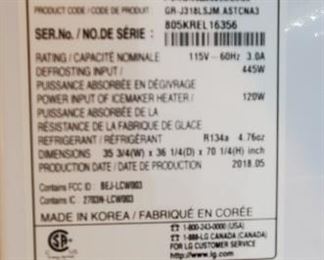 PRODUCT CODE / CODE DE PRODUIT GR-J318LSJM ASTCNA3
SER.No. / NO.DE SÉRIE : 805KREL16356
RATING / CAPACITÉ NOMINALE 115V ~ 60Hz 3.0A
DEFROSTING INPUT / 445W
PUISSANCE ABSORBÉE EN DÉGIVRAGE
POWER INPUT OF ICEMAKER HEATER / 120W
PUISSANCE ABSORBÉE DE LA
RÉSISTANCE DE LA FABRIQUE DE GLACE
REFRIGERANT / RÉFRIGÉRANT R134a 4.76oz
DIMENSIONS 35 3/4(W) x 36 1/4(D) x 70 1/4(H) inch
PRODUCTION DATE / DATE DE PRODUCTION 2018.05
Contains FCC ID : BEJ-LCW003
Contains IC : 2703N-LCW003
MADE IN KOREA / FABRIQUÉ EN CORÉE
1-800-243-0000 (USA)
1-888-LG CANADA (CANADA)
FOR LG CUSTOMER SERVICE
http://www.lg.com